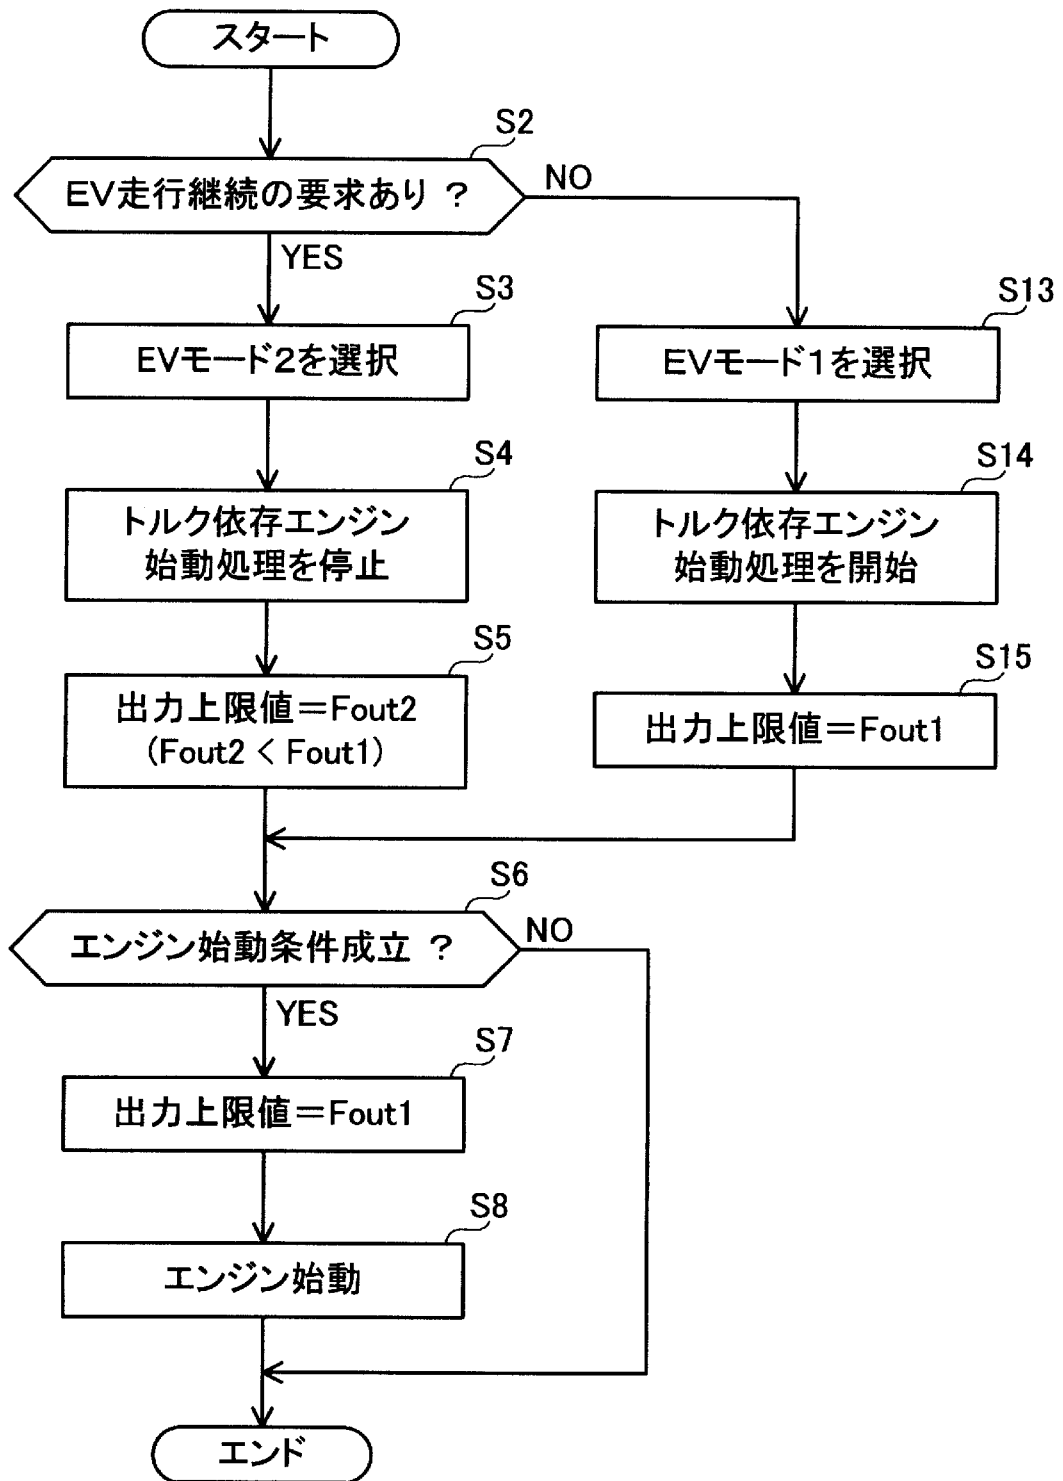 スタート
S2
EV走行継続の要求あり ?
NO
YES
S3
EVモード2を選択
S13
EVモード1を選択
S4
トルク依存エンジン
始動処理を停止
S14
トルク依存エンジン
始動処理を開始
S5
出力上限値=Fout2
(Fout2 < Fout1)
S15
出力上限値=Fout1
S6
エンジン始動条件成立 ?
NO
YES
S7
出力上限値=Fout1
S8
エンジン始動
エンド